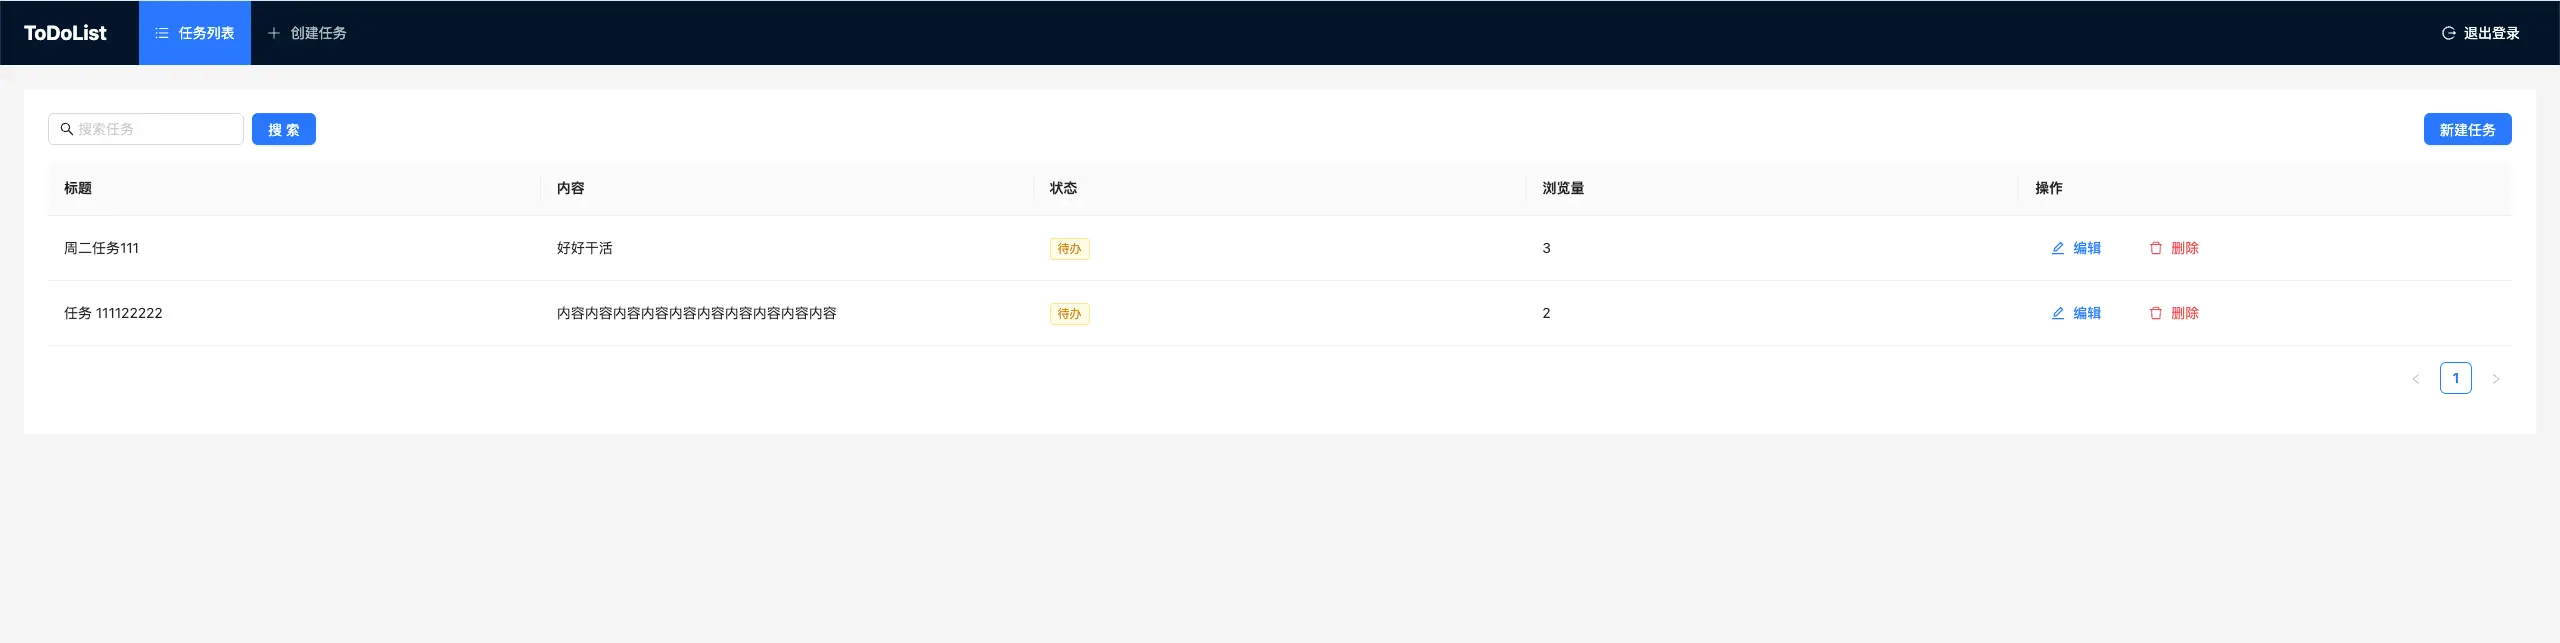 ToDoList 任务列表 创建任务 退出登录
搜索任务 搜 索 新建任务
标题 内容 状态 浏览量 操作
周二任务111 好好干活 待办 3 编辑 删除
任务 111122222 内容内容内容内容内容内容内容内容内容内容 待办 2 编辑 删除
1